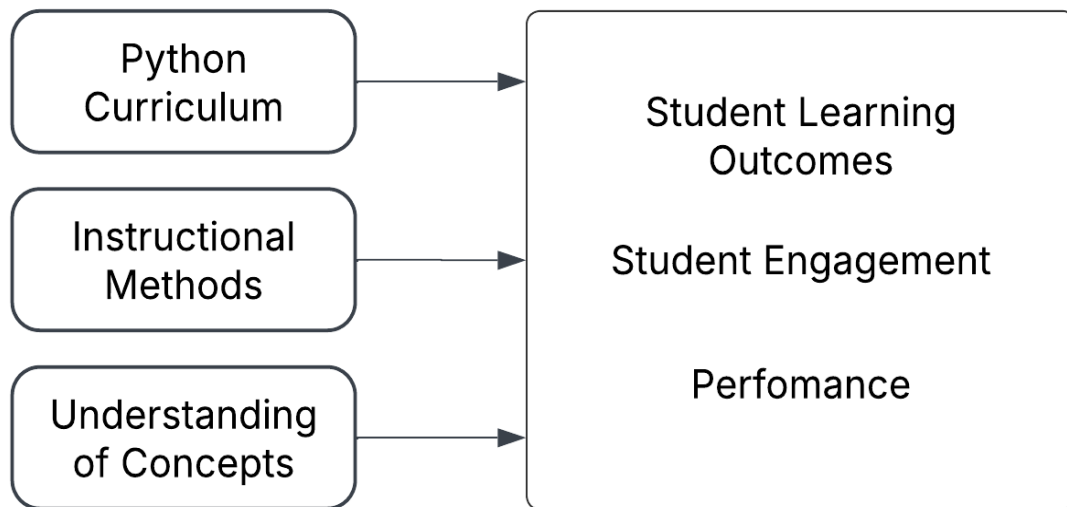 Python
Curriculum
Instructional
Methods
Understanding
of Concepts
Student Learning
Outcomes
Student Engagement
Perfomance